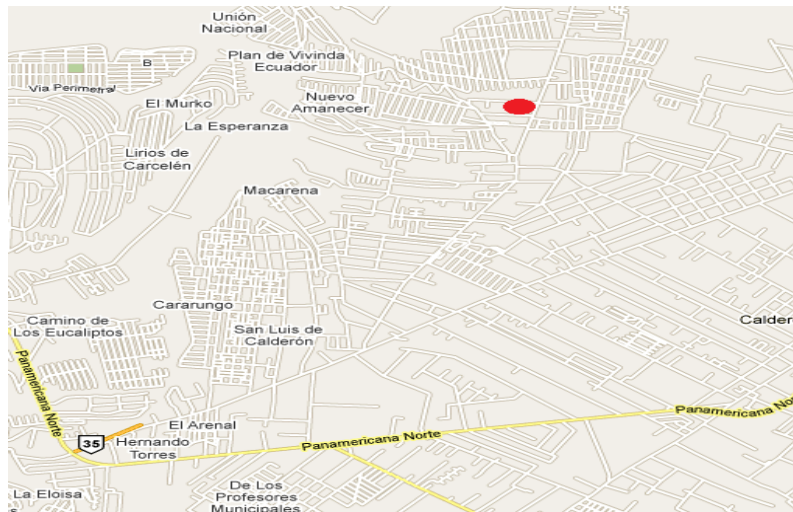 Unión
Nacional
Plan de Vivinda
Ecuador
B
Via Perimetral
El Murko
Nuevo
Amanecer
La Esperanza
Lirios de
Carcelén
Macarena
Cararungo
Camino de
Los Eucaliptos
San Luis de
Calderón
Calder
Panamericana Norte
Panamericana Nor
El Arenal
35
Hernando
Torres
Panamericana Norte
La Eloisa
De Los
Profesores
Municipales